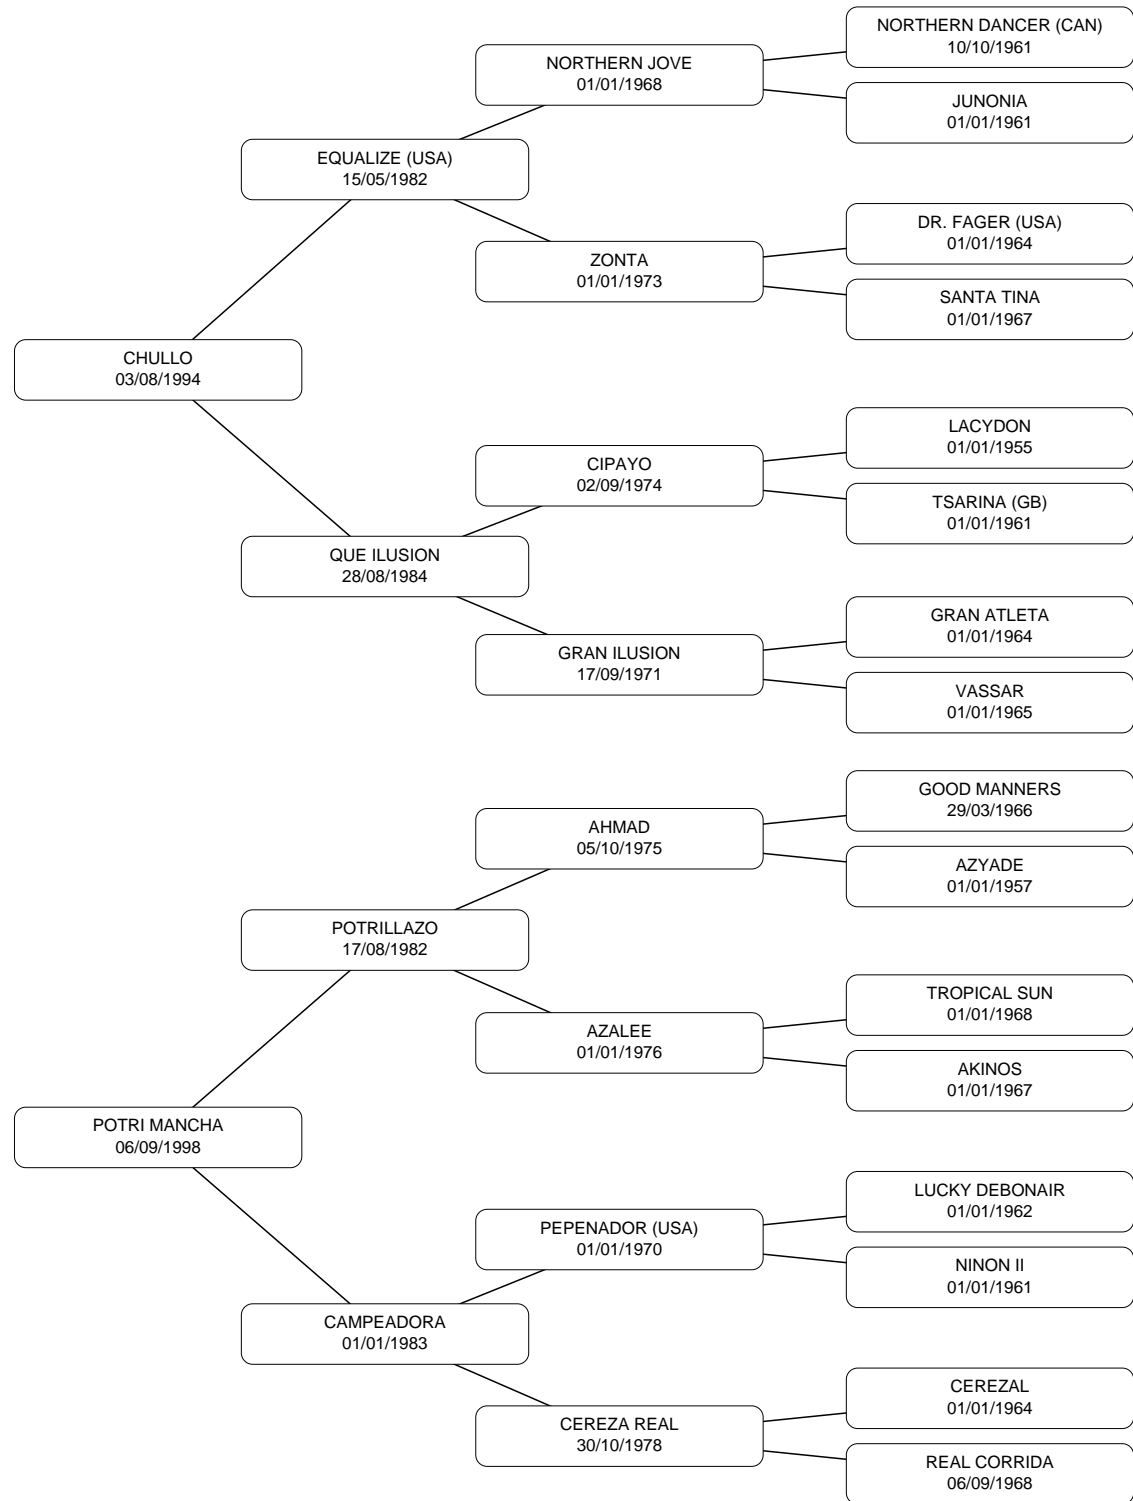 NORTHERN DANCER (CAN)
10/10/1961
NORTHERN JOVE
01/01/1968
JUNONIA
01/01/1961
EQUALIZE (USA)
15/05/1982
DR. FAGER (USA)
01/01/1964
ZONTA
01/01/1973
SANTA TINA
01/01/1967
CHULLO
03/08/1994
LACYDON
01/01/1955
CIPAYO
02/09/1974
TSARINA (GB)
01/01/1961
QUE ILUSION
28/08/1984
GRAN ATLETA
01/01/1964
GRAN ILUSION
17/09/1971
VASSAR
01/01/1965
GOOD MANNERS
29/03/1966
AHMAD
05/10/1975
AZYADE
01/01/1957
POTRILLAZO
17/08/1982
TROPICAL SUN
01/01/1968
AZALEE
01/01/1976
AKINOS
01/01/1967
POTRI MANCHA
06/09/1998
LUCKY DEBONAIR
01/01/1962
PEPENADOR (USA)
01/01/1970
NINON II
01/01/1961
CAMPEADORA
01/01/1983
CEREZAL
01/01/1964
CEREZA REAL
30/10/1978
REAL CORRIDA
06/09/1968